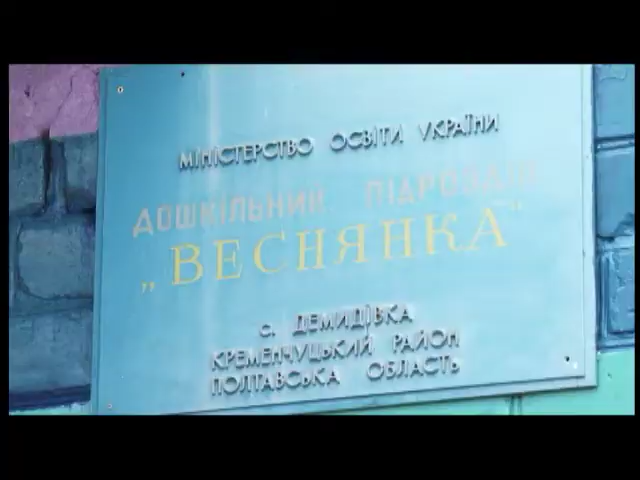 МІНІСТЕРСТВО ОСВІТИ УКРАЇНИ
ДОШКІЛЬНИЙ ПІДРОЗДІЛ
„ВЕСНЯНКА"
с. ДЕМИДІВКА
КРЕМЕНЧУЦЬКИЙ РАЙОН
ПОЛТАВСЬКА ОБЛАСТЬ